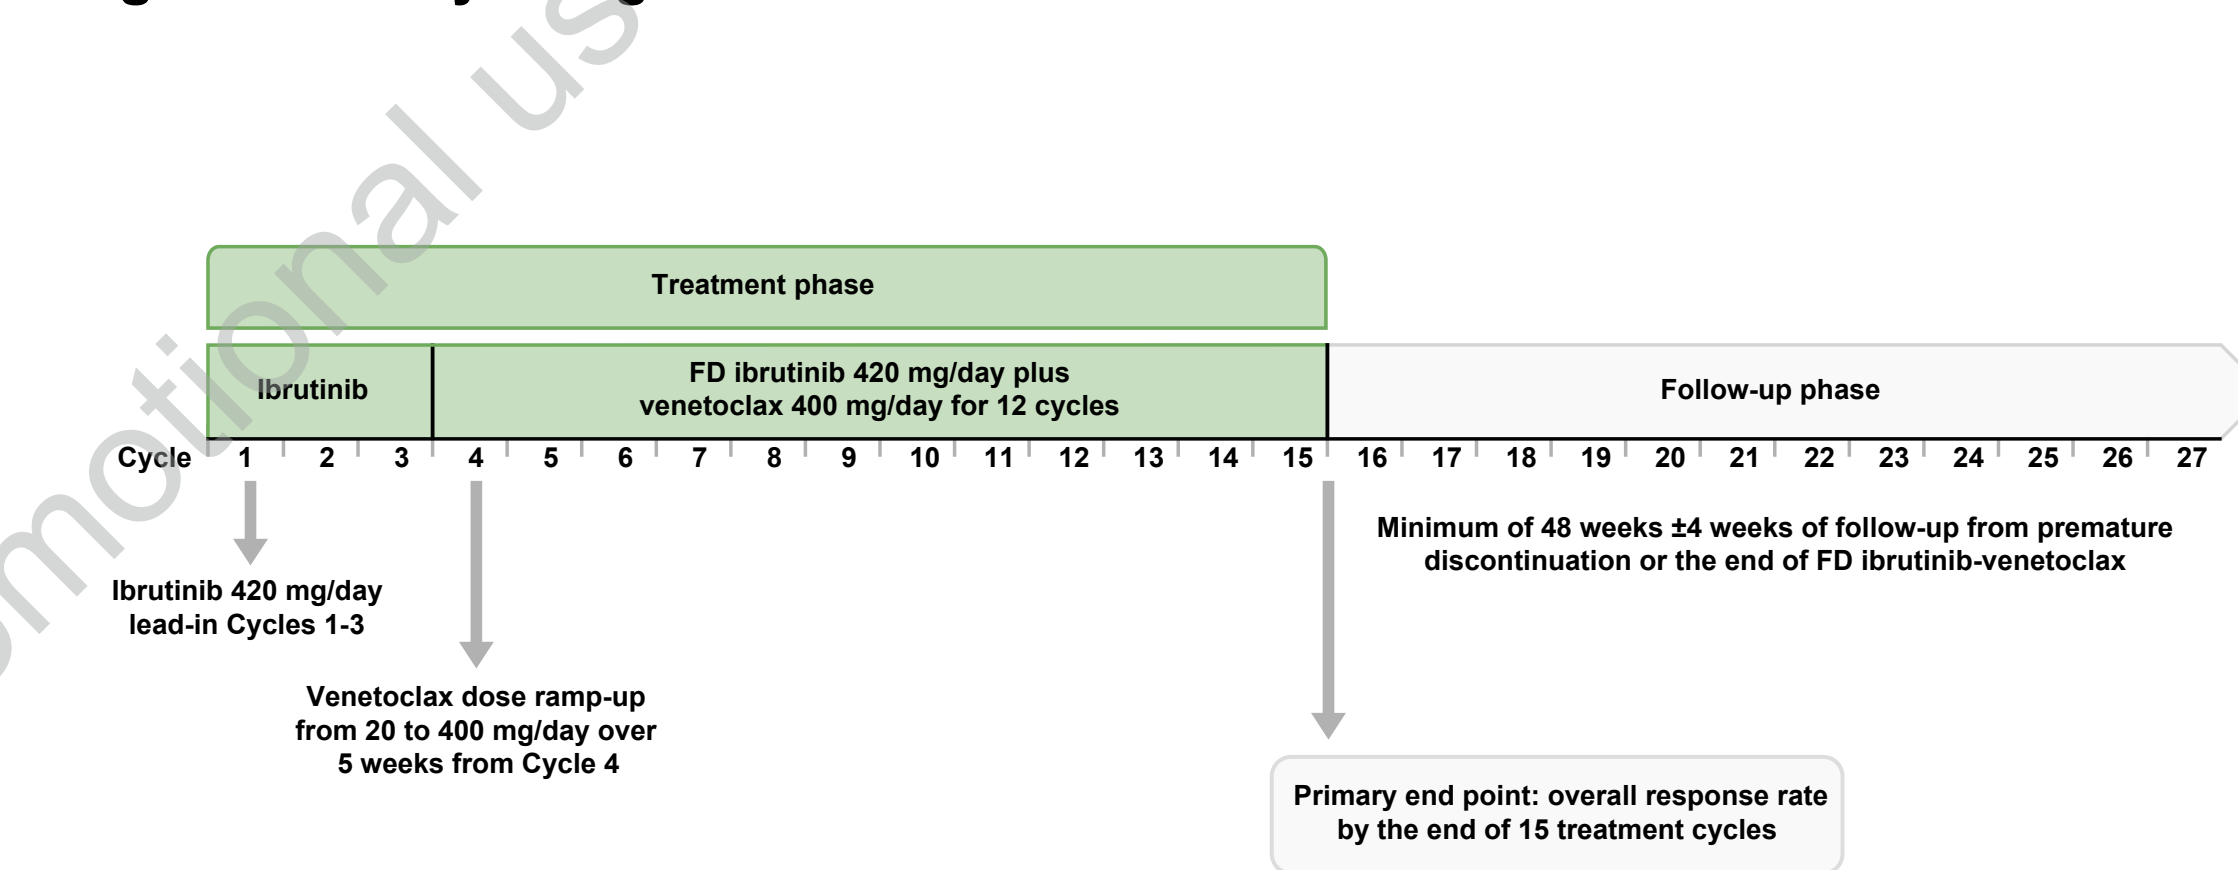 Treatment phase
Ibrutinib
FD ibrutinib 420 mg/day plus
venetoclax 400 mg/day for 12 cycles
Follow-up phase
Cycle 1 2 3 4 5 6 7 8 9 10 11 12 13 14 15 16 17 18 19 20 21 22 23 24 25 26 27
Ibrutinib 420 mg/day
lead-in Cycles 1-3
Venetoclax dose ramp-up
from 20 to 400 mg/day over
5 weeks from Cycle 4
Minimum of 48 weeks ±4 weeks of follow-up from premature
discontinuation or the end of FD ibrutinib-venetoclax
Primary end point: overall response rate
by the end of 15 treatment cycles